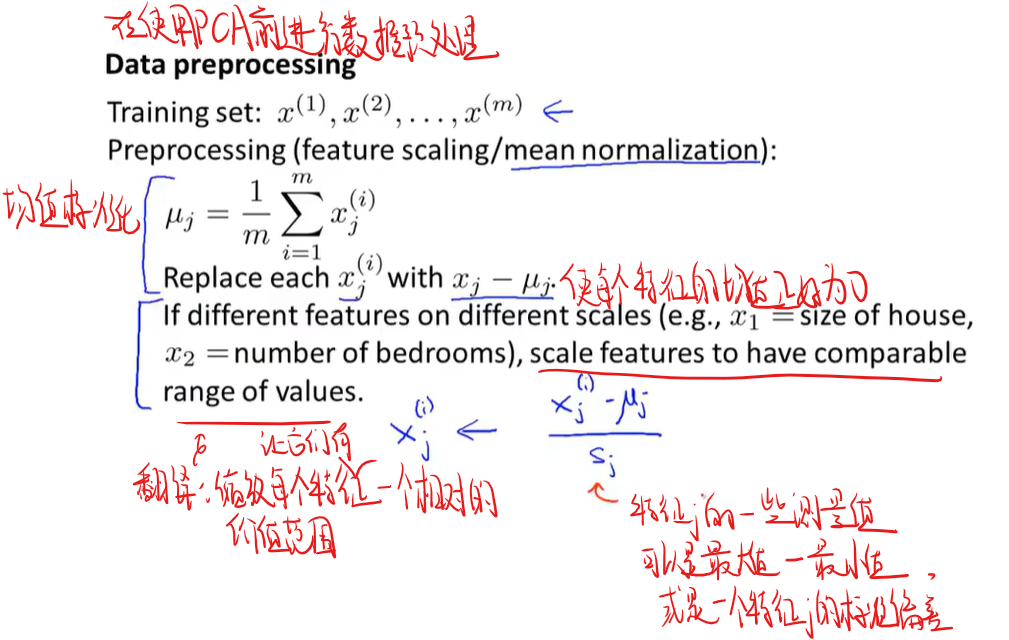 在使用PCA前进行数据预处理
Data preprocessing
Training set: x^{(1)}, x^{(2)}, ..., x^{(m)} ←
Preprocessing (feature scaling/mean normalization):
均值标准化
μ_j = \frac{1}{m} \sum_{i=1}^{m} x_j^{(i)}
Replace each x_j^{(i)} with x_j − μ_j. 使每个特征的均值正好为0
If different features on different scales (e.g., x_1 = size of house,
x_2 = number of bedrooms), scale features to have comparable
range of values.
x_j^{(i)} ← \frac{x_j^{(i)} - μ_j}{s_j}
让它们有
翻译:缩放每个特征一个相对的
价值范围
特征j的一些测量值
可以是最大值-最小值,
或是一个特征j的标准偏差